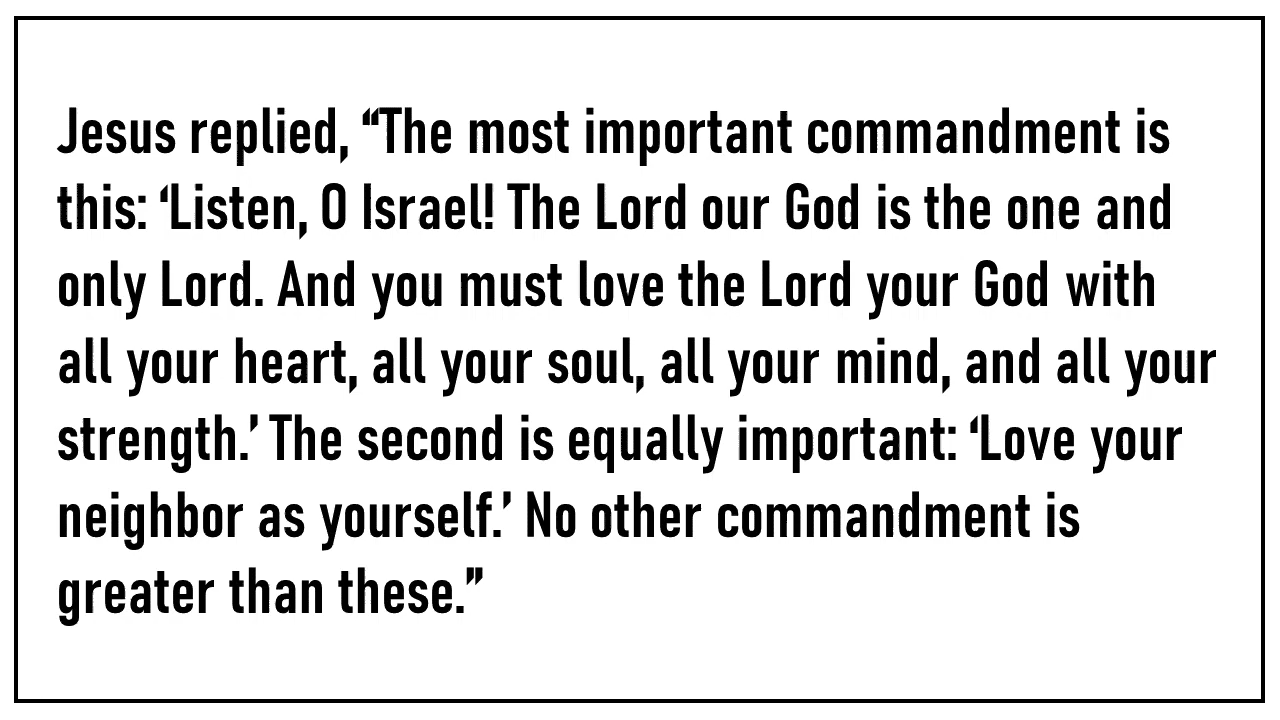 Jesus replied, “The most important commandment is
this: ‘Listen, O Israel! The Lord our God is the one and
only Lord. And you must love the Lord your God with
all your heart, all your soul, all your mind, and all your
strength.’ The second is equally important: ‘Love your
neighbor as yourself.’ No other commandment is
greater than these.”